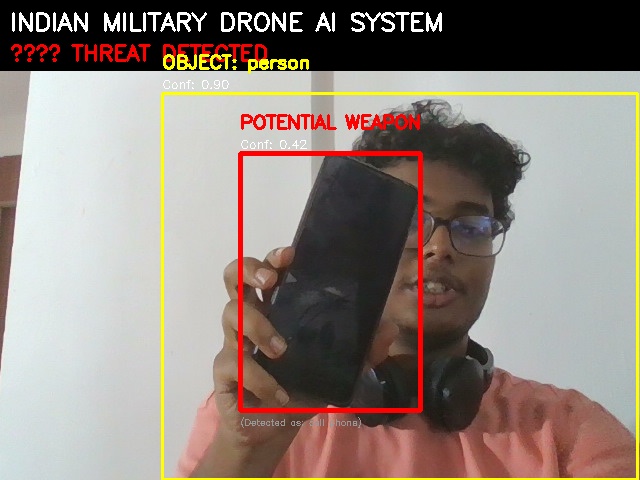 INDIAN MILITARY DRONE AI SYSTEM
???? THREAT DETECTED
OBJECT: person
Conf: 0.90
POTENTIAL WEAPON
Conf: 0.42
(Detected as: cell phone)